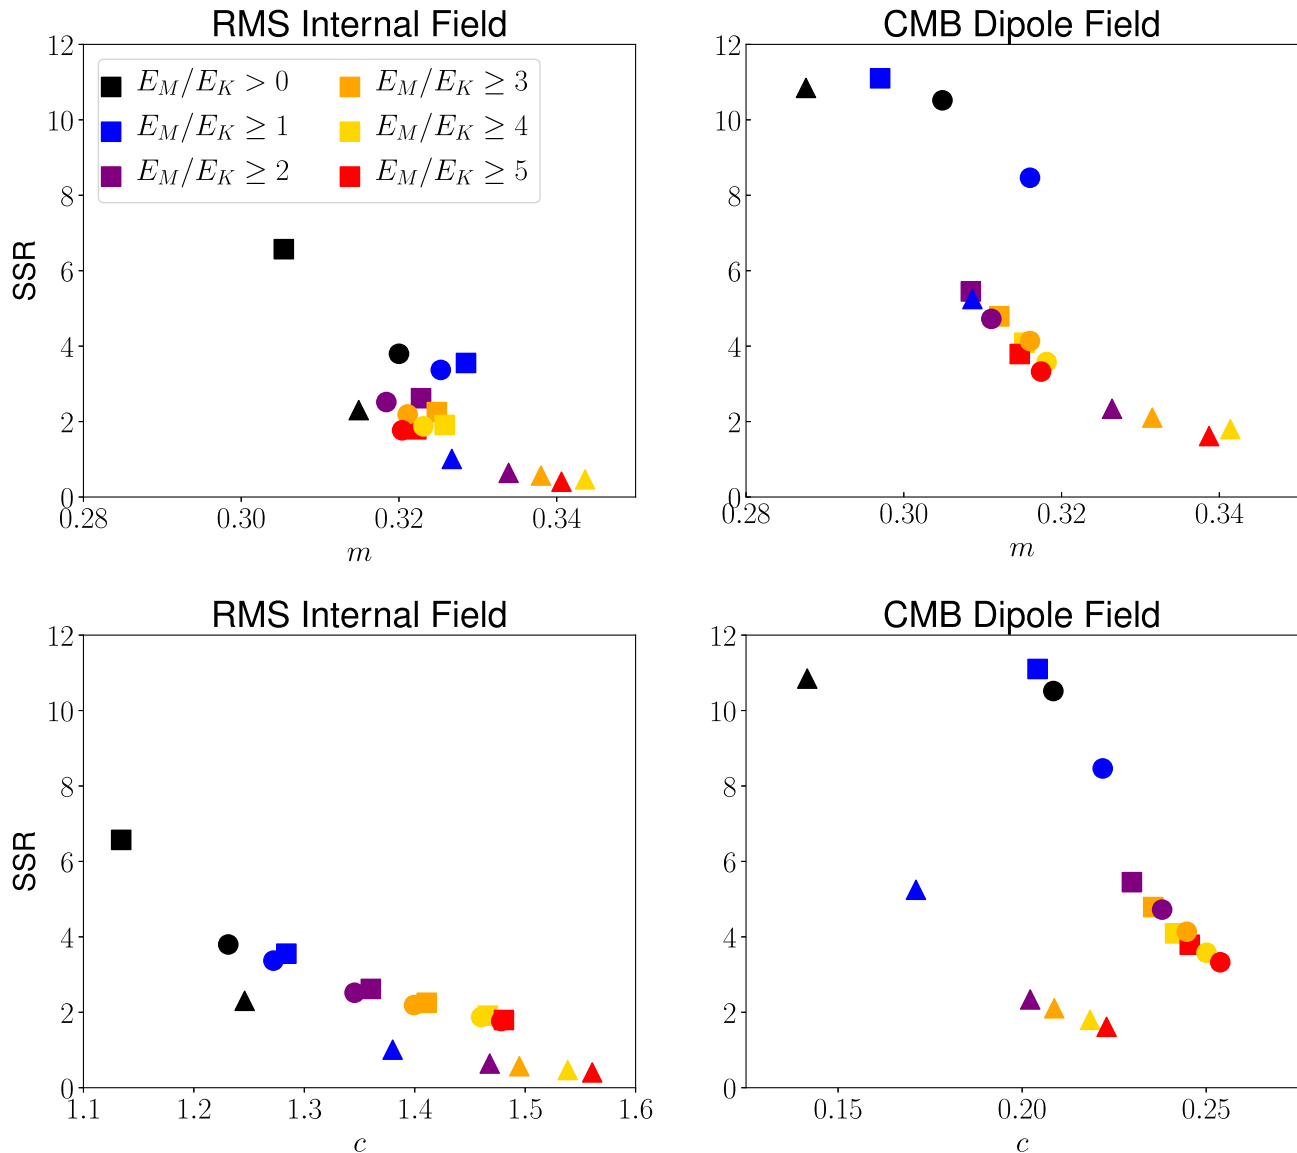 RMS Internal Field
CMB Dipole Field
12
10
8
6
4
2
0
SSR
E_M/E_K > 0
E_M/E_K ≥ 1
E_M/E_K ≥ 2
E_M/E_K ≥ 3
E_M/E_K ≥ 4
E_M/E_K ≥ 5
0.28
0.30
0.32
0.34
m
12
10
8
6
4
2
0
0.28
0.30
0.32
0.34
m
RMS Internal Field
CMB Dipole Field
12
10
8
6
4
2
0
SSR
1.1
1.2
1.3
1.4
1.5
1.6
c
12
10
8
6
4
2
0
0.15
0.20
0.25
c